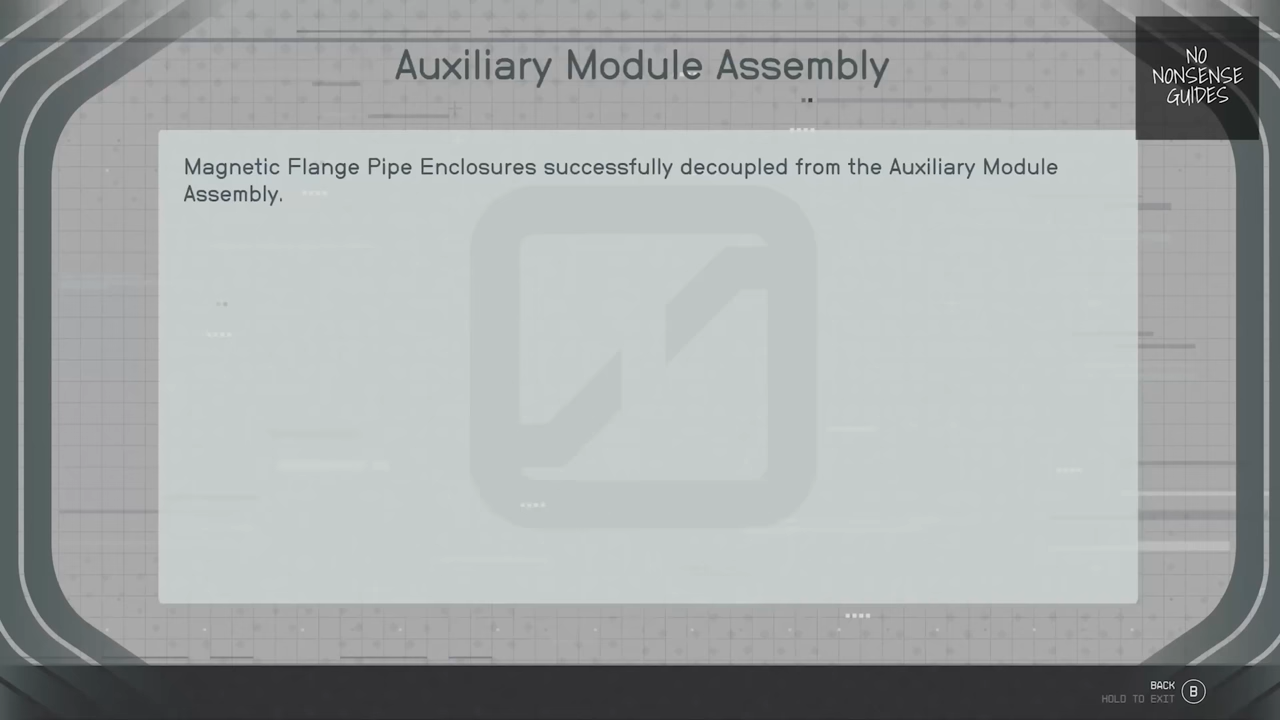 Auxiliary Module Assembly
NO
NONSENSE
GUIDES
Magnetic Flange Pipe Enclosures successfully decoupled from the Auxiliary Module
Assembly.
BACK
HOLD TO EXIT
B